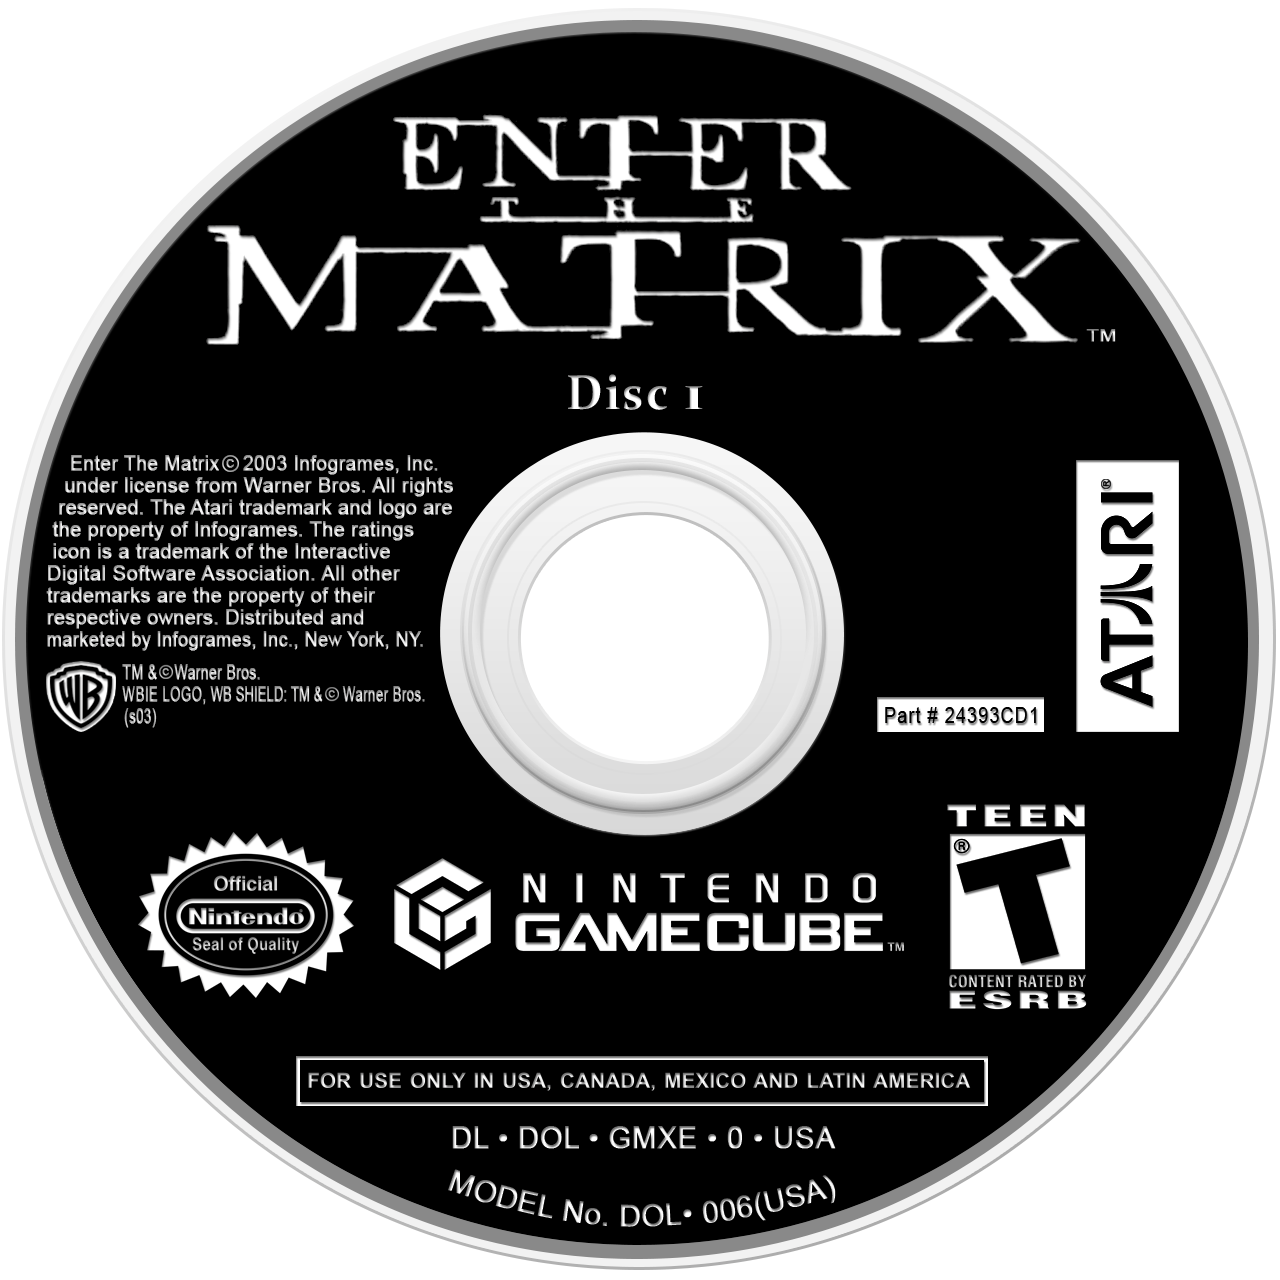 ENTER
THE
MATRIX™
Disc 1
Enter The Matrix © 2003 Infogrames, Inc.
under license from Warner Bros. All rights
reserved. The Atari trademark and logo are
the property of Infogrames. The ratings
icon is a trademark of the Interactive
Digital Software Association. All other
trademarks are the property of their
respective owners. Distributed and
marketed by Infogrames, Inc., New York, NY.
WB
TM & © Warner Bros.
WBIE LOGO, WB SHIELD: TM & © Warner Bros.
(s03)
ATARI®
Part # 24393CD1
Official
Nintendo®
Seal of Quality
NINTENDO
GAMECUBE™
TEEN
®
T
CONTENT RATED BY
ESRB
FOR USE ONLY IN USA, CANADA, MEXICO AND LATIN AMERICA
DL • DOL • GMXE • 0 • USA
MODEL No. DOL• 006(USA)